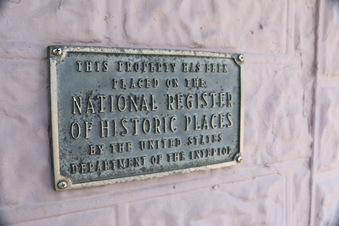 THIS PROPERTY HAS BEEN
PLACED ON THE
NATIONAL REGISTER
OF HISTORIC PLACES
BY THE UNITED STATES
DEPARTMENT OF THE INTERIOR